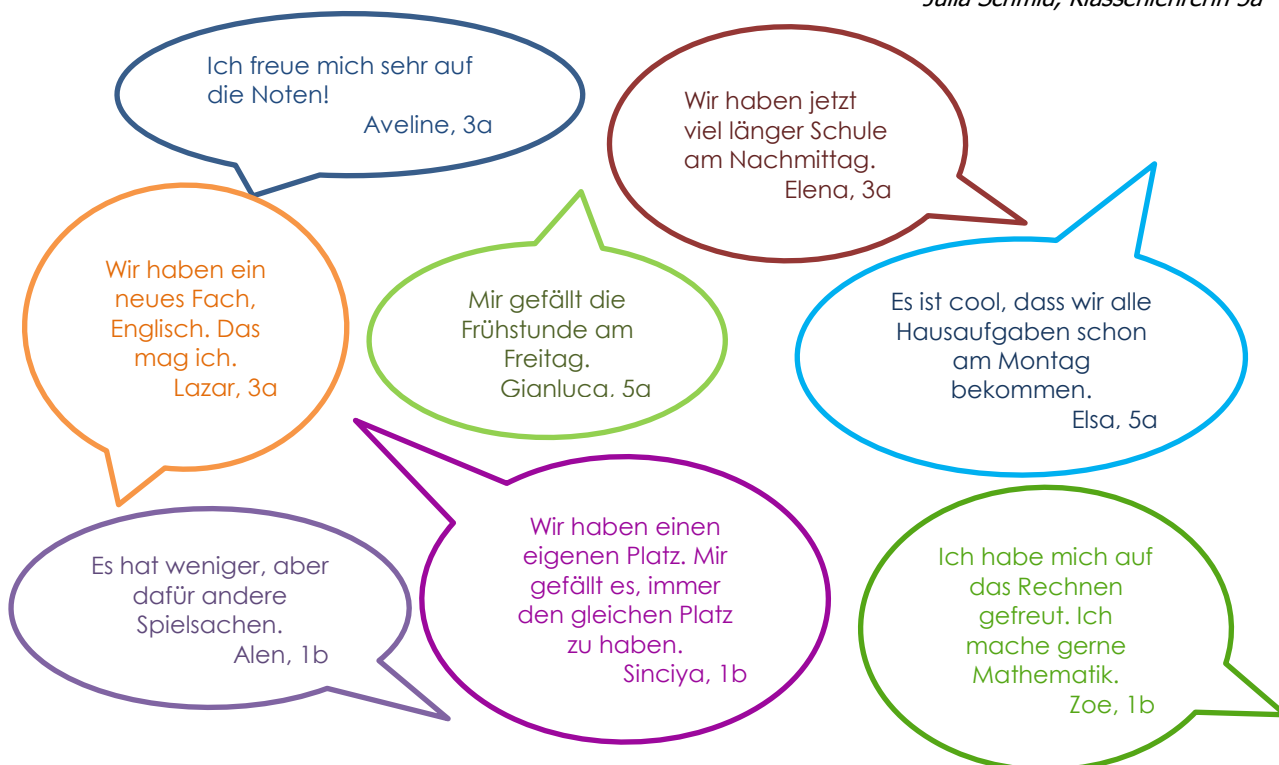 Julia Schmid, Klassenlehrerin 5a
Ich freue mich sehr auf
die Noten!
Aveline, 3a
Wir haben jetzt
viel länger Schule
am Nachmittag.
Elena, 3a
Wir haben ein
neues Fach,
Englisch. Das
mag ich.
Lazar, 3a
Mir gefällt die
Frühstunde am
Freitag.
Gianluca, 5a
Es ist cool, dass wir alle
Hausaufgaben schon
am Montag
bekommen.
Elsa, 5a
Es hat weniger, aber
dafür andere
Spielsachen.
Alen, 1b
Wir haben einen
eigenen Platz. Mir
gefällt es, immer
den gleichen Platz
zu haben.
Sinciya, 1b
Ich habe mich auf
das Rechnen
gefreut. Ich
mache gerne
Mathematik.
Zoe, 1b